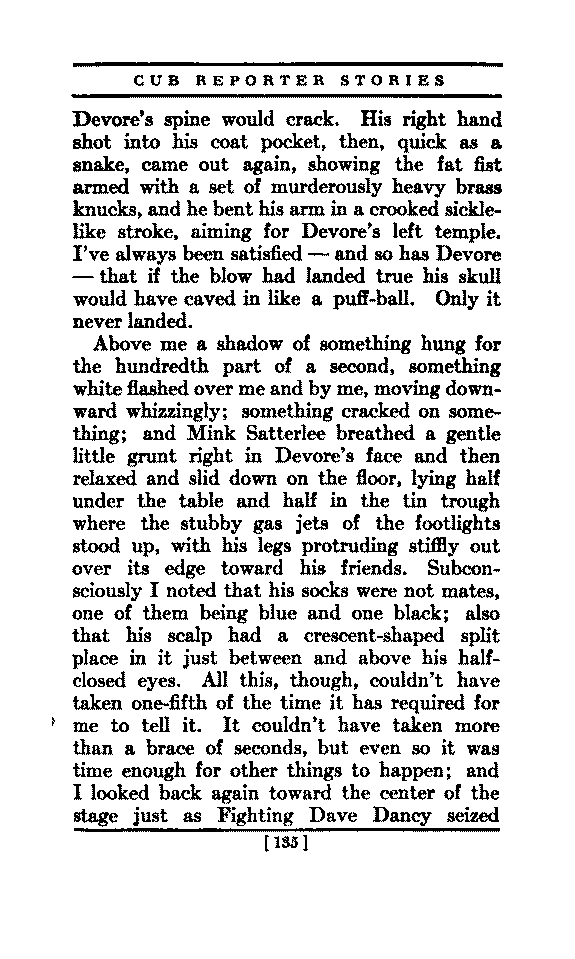 CUB REPORTER STORIES
Devore's spine would crack. His right hand
shot into his coat pocket, then, quick as a
snake, came out again, showing the fat fist
armed with a set of murderously heavy brass
knucks, and he bent his arm in a crooked sickle-
like stroke, aiming for Devore's left temple.
I've always been satisfied — and so has Devore
— that if the blow had landed true his skull
would have caved in like a puff-ball. Only it
never landed.
Above me a shadow of something hung for
the hundredth part of a second, something
white flashed over me and by me, moving down-
ward whizzingly; something cracked on some-
thing; and Mink Satterlee breathed a gentle
little grunt right in Devore's face and then
relaxed and slid down on the floor, lying half
under the table and half in the tin trough
where the stubby gas jets of the footlights
stood up, with his legs protruding stiffly out
over its edge toward his friends. Subcon-
sciously I noted that his socks were not mates,
one of them being blue and one black; also
that his scalp had a crescent-shaped split
place in it just between and above his half-
closed eyes. All this, though, couldn't have
taken one-fifth of the time it has required for
me to tell it. It couldn't have taken more
than a brace of seconds, but even so it was
time enough for other things to happen; and
I looked back again toward the center of the
stage just as Fighting Dave Dancy seized
[ 135 ]